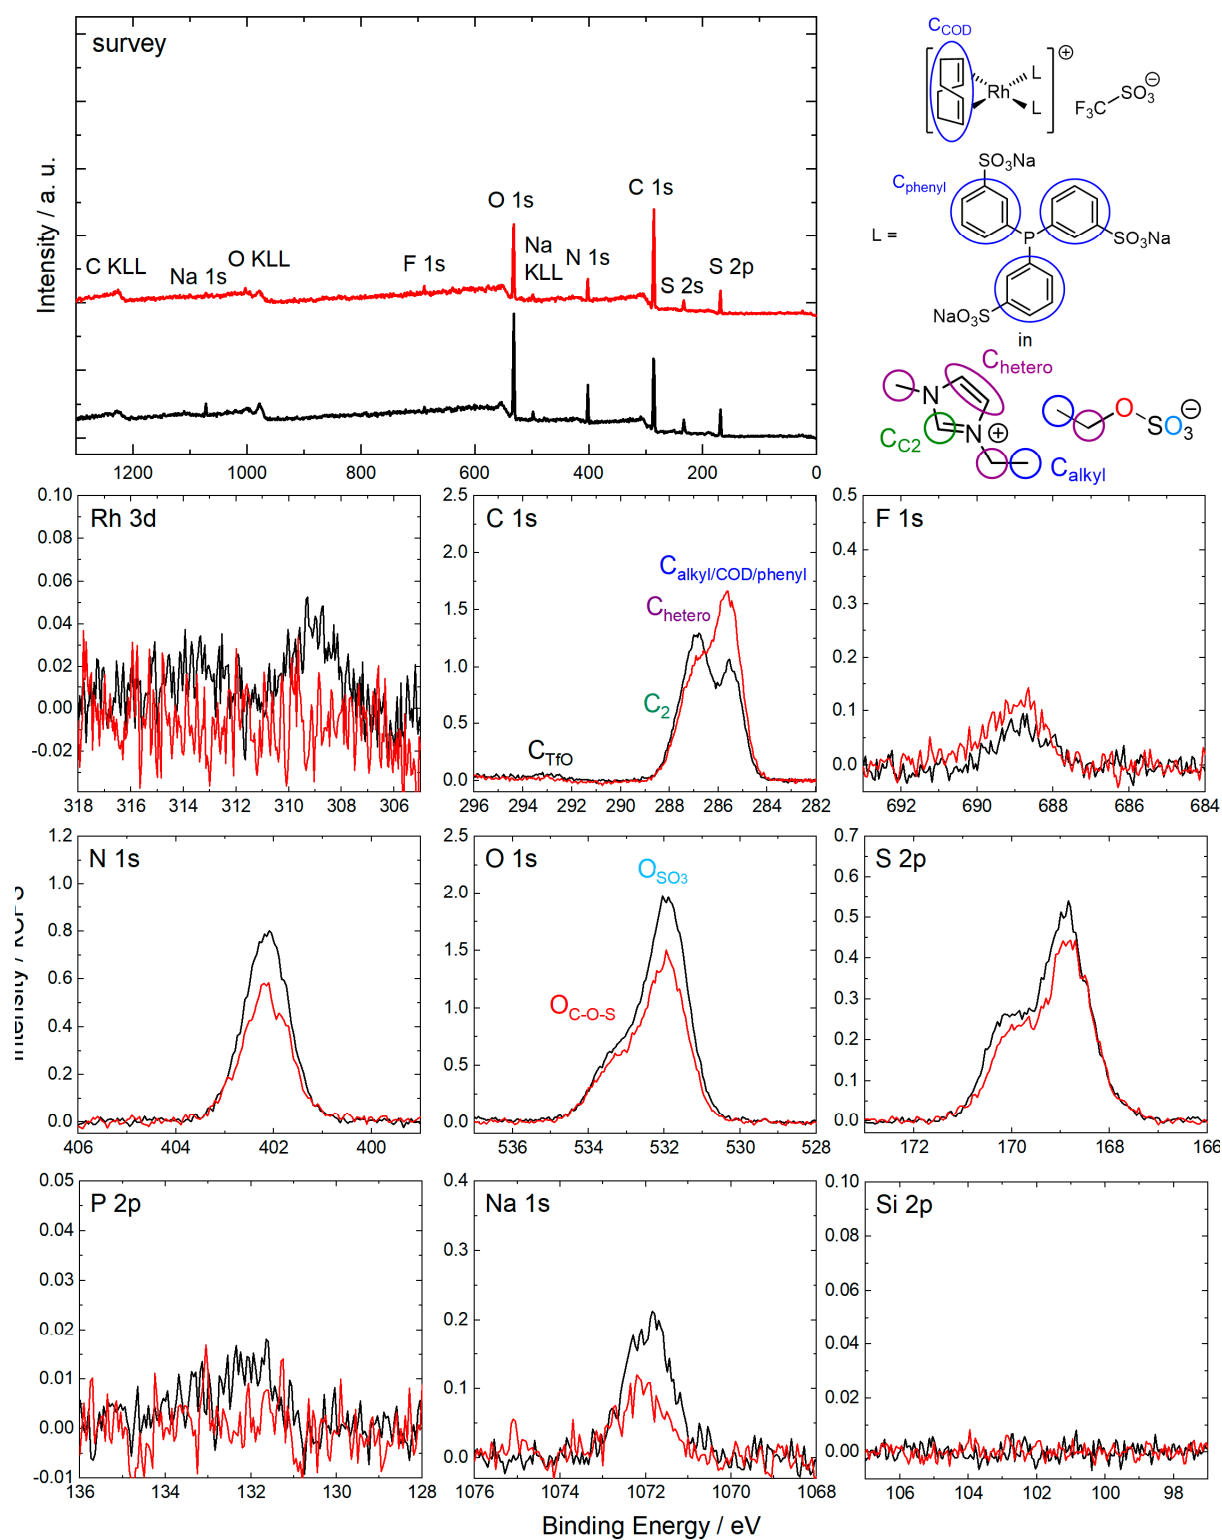 survey
Intensity / a. u.
C KLL
Na 1s
O KLL
F 1s
O 1s
Na
KLL
N 1s
C 1s
S 2s
S 2p
1200 1000 800 600 400 200 0
C_COD
Rh
L
L
⊕
F₃C
SO₃
⊖
C_phenyl
SO₃Na
L =
P
SO₃Na
NaO₃S
in
C_hetero
N
N
⊕
C_C2
C_alkyl
O
SO₃
⊖
Rh 3d
0.10
0.08
0.06
0.04
0.02
0.00
-0.02
318 316 314 312 310 308 306
C 1s
2.5
2.0
1.5
1.0
0.5
0.0
C_alkyl/COD/phenyl
C_hetero
C₂
C_TfO
296 294 292 290 288 286 284 282
F 1s
0.5
0.4
0.3
0.2
0.1
0.0
692 690 688 686 684
N 1s
1.2
1.0
0.8
0.6
0.4
0.2
0.0
406 404 402 400
O 1s
2.5
2.0
1.5
1.0
0.5
0.0
O_SO₃
O_C-O-S
536 534 532 530 528
S 2p
0.7
0.6
0.5
0.4
0.3
0.2
0.1
0.0
172 170 168 166
P 2p
0.05
0.04
0.03
0.02
0.01
0.00
-0.01
136 134 132 130 128
Na 1s
0.4
0.3
0.2
0.1
0.0
1076 1074 1072 1070 1068
Si 2p
0.10
0.08
0.06
0.04
0.02
0.00
106 104 102 100 98
Binding Energy / eV